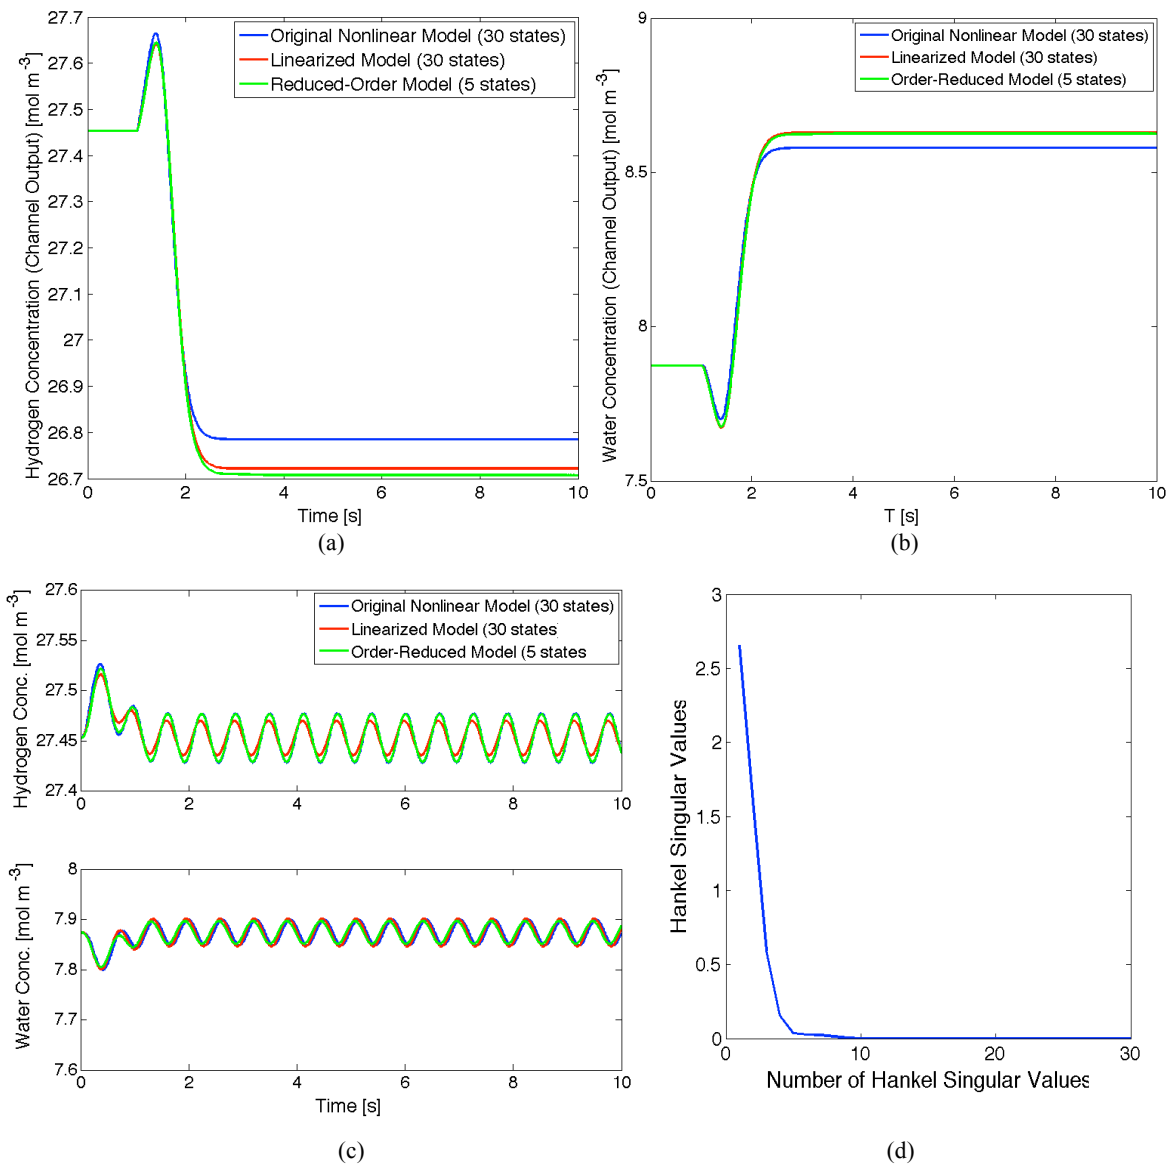 27.7
27.6
27.5
27.4
27.3
27.2
27.1
27
26.9
26.8
26.7
0
2
4
6
8
10
Hydrogen Concentration (Channel Output) [mol m⁻³]
Time [s]
Original Nonlinear Model (30 states)
Linearized Model (30 states)
Reduced-Order Model (5 states)
(a)
9
8.5
8
7.5
0
2
4
6
8
10
Water Concentration (Channel Output) [mol m⁻³]
T [s]
Original Nonlinear Model (30 states)
Linearized Model (30 states)
Order-Reduced Model (5 states)
(b)
27.6
27.55
27.5
27.45
27.4
0
2
4
6
8
10
Hydrogen Conc. [mol m⁻³]
Original Nonlinear Model (30 states)
Linearized Model (30 states)
Order-Reduced Model (5 states
8
7.9
7.8
7.7
7.6
0
2
4
6
8
10
Water Conc. [mol m⁻³]
Time [s]
(c)
3
2.5
2
1.5
1
0.5
0
0
10
20
30
Hankel Singular Values
Number of Hankel Singular Values
(d)